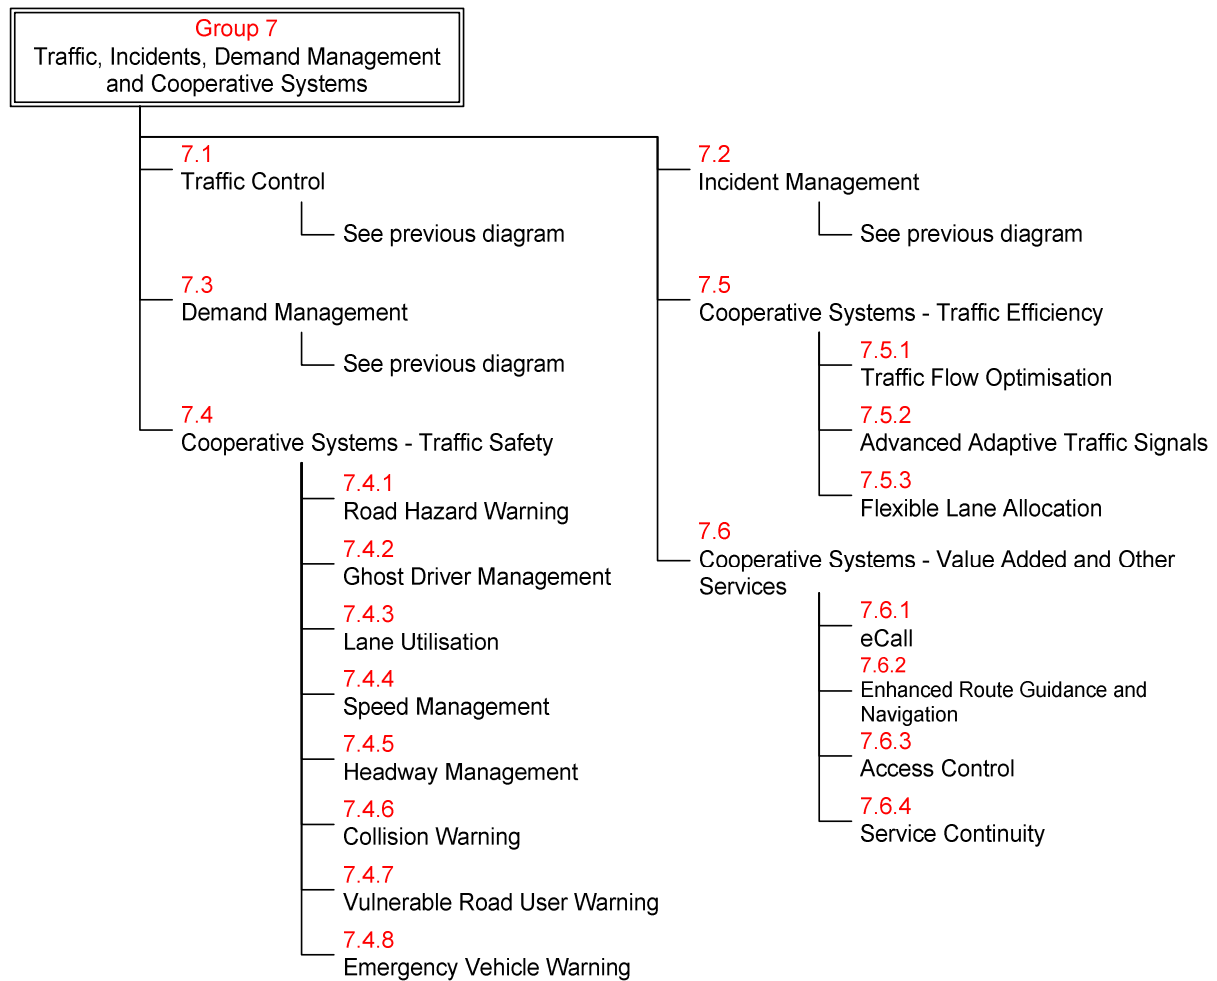 Group 7
Traffic, Incidents, Demand Management
and Cooperative Systems
7.1
Traffic Control
See previous diagram
7.3
Demand Management
See previous diagram
7.4
Cooperative Systems - Traffic Safety
7.4.1
Road Hazard Warning
7.4.2
Ghost Driver Management
7.4.3
Lane Utilisation
7.4.4
Speed Management
7.4.5
Headway Management
7.4.6
Collision Warning
7.4.7
Vulnerable Road User Warning
7.4.8
Emergency Vehicle Warning
7.2
Incident Management
See previous diagram
7.5
Cooperative Systems - Traffic Efficiency
7.5.1
Traffic Flow Optimisation
7.5.2
Advanced Adaptive Traffic Signals
7.5.3
Flexible Lane Allocation
7.6
Cooperative Systems - Value Added and Other
Services
7.6.1
eCall
7.6.2
Enhanced Route Guidance and
Navigation
7.6.3
Access Control
7.6.4
Service Continuity